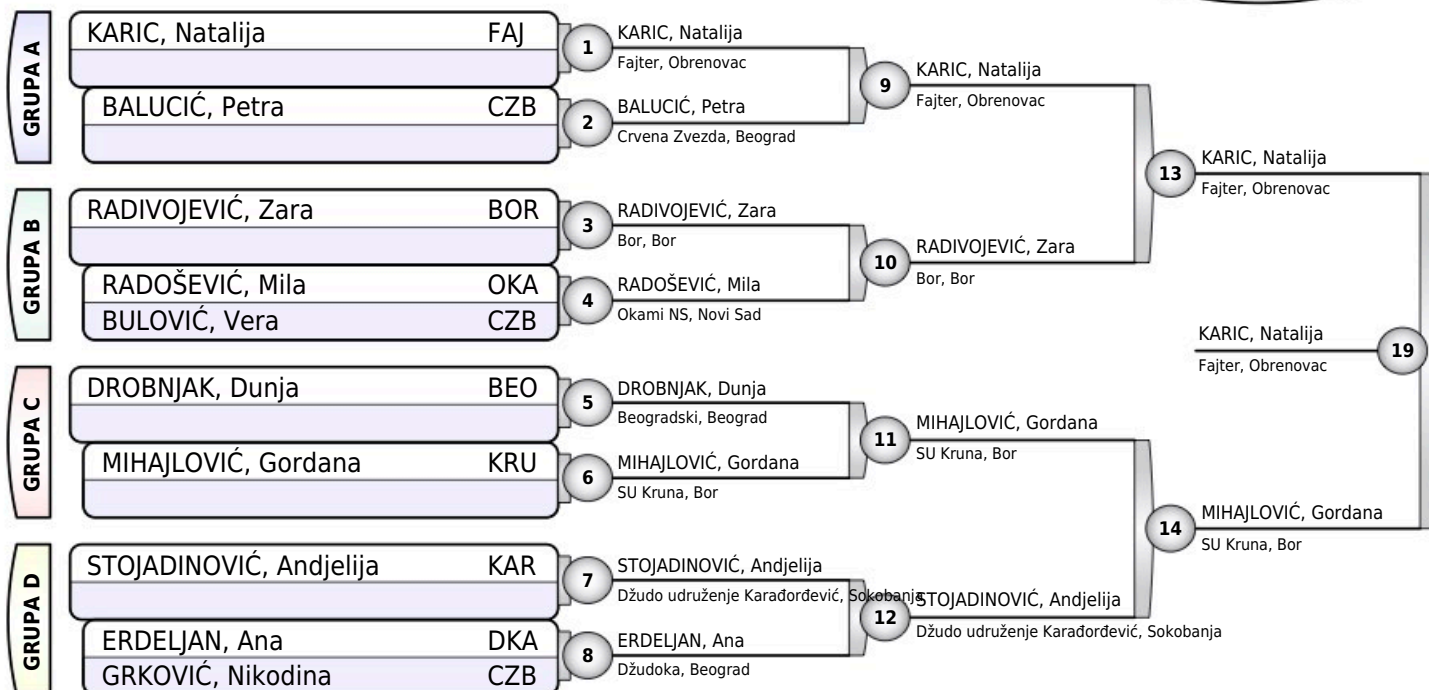 GRUPA A
KARIC, Natalija FAJ
BALUCIĆ, Petra CZB
GRUPA B
RADIVOJEVIĆ, Zara BOR
RADOŠEVIĆ, Mila OKA
BULOVIĆ, Vera CZB
GRUPA C
DROBNJAK, Dunja BEO
MIHAJLOVIĆ, Gordana KRU
GRUPA D
STOJADINOVIĆ, Andjelija KAR
ERDELJAN, Ana DKA
GRKOVIĆ, Nikodina CZB
1 KARIC, Natalija
Fajter, Obrenovac
2 BALUCIĆ, Petra
Crvena Zvezda, Beograd
3 RADIVOJEVIĆ, Zara
Bor, Bor
4 RADOŠEVIĆ, Mila
Okami NS, Novi Sad
5 DROBNJAK, Dunja
Beogradski, Beograd
6 MIHAJLOVIĆ, Gordana
SU Kruna, Bor
7 STOJADINOVIĆ, Andjelija
Džudo udruženje Karađorđević, Sokobanja
8 ERDELJAN, Ana
Džudoka, Beograd
9 KARIC, Natalija
Fajter, Obrenovac
10 RADIVOJEVIĆ, Zara
Bor, Bor
11 MIHAJLOVIĆ, Gordana
SU Kruna, Bor
12 STOJADINOVIĆ, Andjelija
Džudo udruženje Karađorđević, Sokobanja
13 KARIC, Natalija
Fajter, Obrenovac
14 MIHAJLOVIĆ, Gordana
SU Kruna, Bor
KARIC, Natalija 19
Fajter, Obrenovac